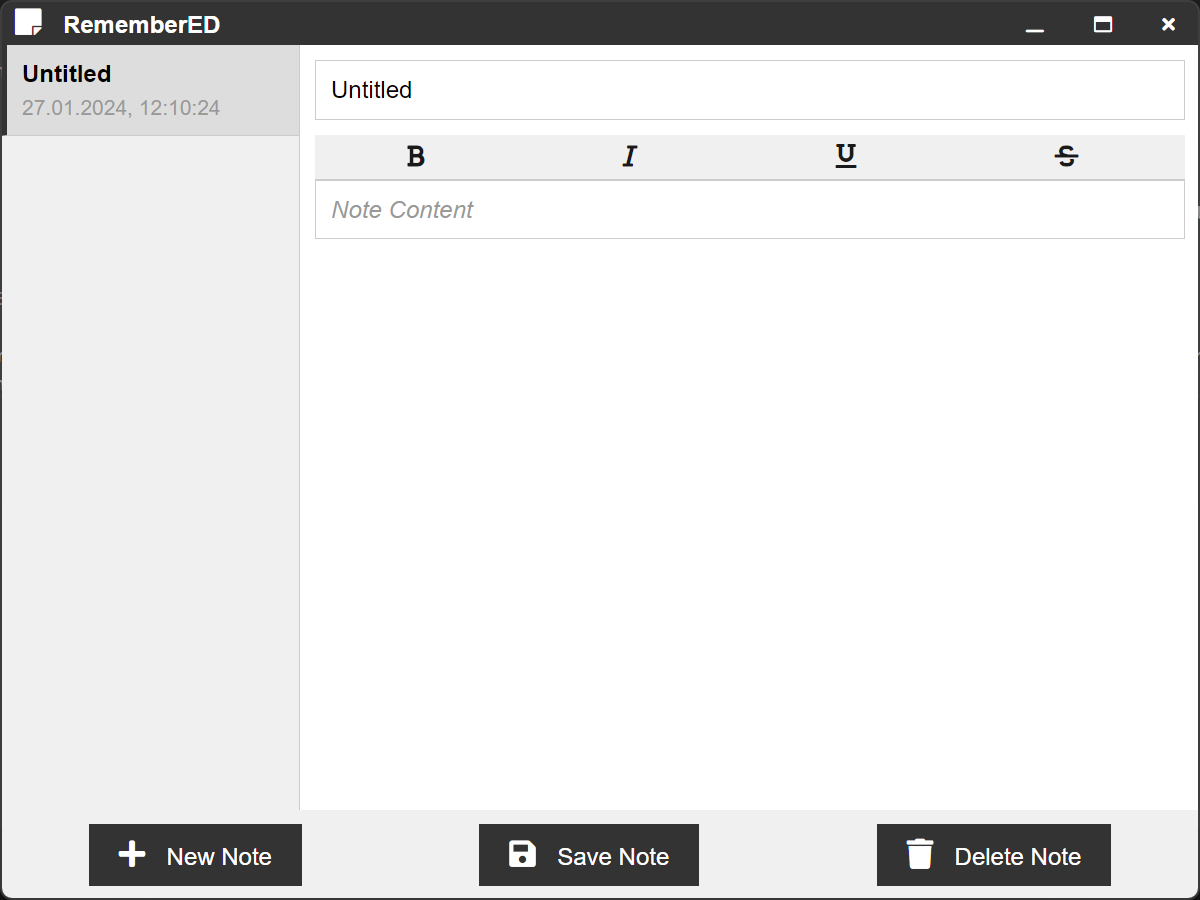 RememberED
Untitled
27.01.2024, 12:10:24
Untitled
B I U S
Note Content
New Note
Save Note
Delete Note